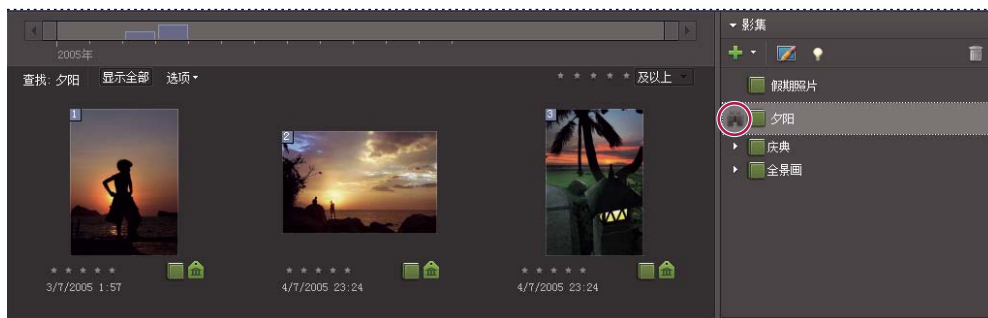 影集
2005年
查找: 夕阳 显示全部 选项
及以上
假期照片
夕阳
庆典
全景画
1
2
3
3/7/2005 1:57
4/7/2005 23:24
4/7/2005 23:24